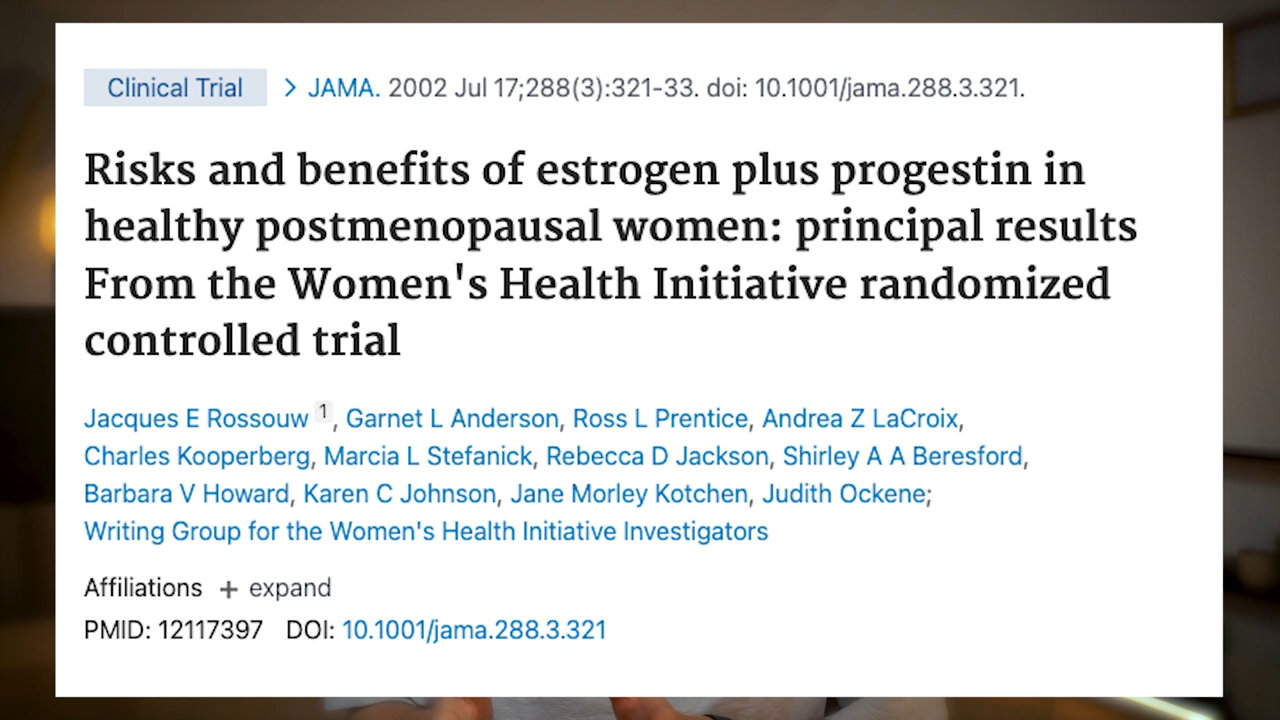 Clinical Trial > JAMA. 2002 Jul 17;288(3):321-33. doi: 10.1001/jama.288.3.321.
Risks and benefits of estrogen plus progestin in
healthy postmenopausal women: principal results
From the Women's Health Initiative randomized
controlled trial
Jacques E Rossouw 1, Garnet L Anderson, Ross L Prentice, Andrea Z LaCroix,
Charles Kooperberg, Marcia L Stefanick, Rebecca D Jackson, Shirley A A Beresford,
Barbara V Howard, Karen C Johnson, Jane Morley Kotchen, Judith Ockene;
Writing Group for the Women's Health Initiative Investigators
Affiliations + expand
PMID: 12117397 DOI: 10.1001/jama.288.3.321